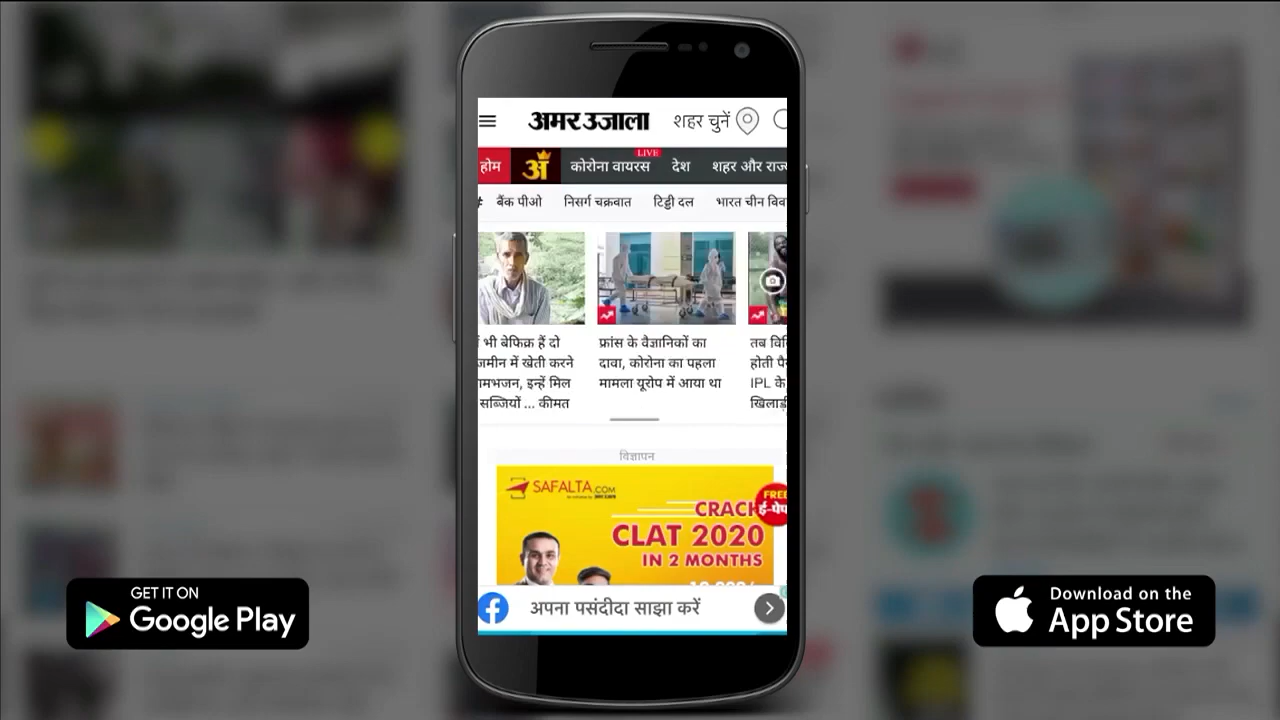 अमर उजाला
शहर चुनें
होम
अं
कोरोना वायरस
LIVE
देश
शहर और राज्
#
बैंक पीओ
निसर्ग चक्रवात
टिड्डी दल
भारत चीन विवा
भी बेफिक्र हैं दो
जमीन में खेती करने
ामभजन, इन्हें मिल
सब्जियों ... कीमत
फ्रांस के वैज्ञानिकों का
दावा, कोरोना का पहला
मामला यूरोप में आया था
तब वि
होती पै
IPL के
खिलाड़
विज्ञापन
SAFALTA.COM
CRACK
CLAT 2020
IN 2 MONTHS
FREE
ई-पेप
अपना पसंदीदा साझा करें
GET IT ON
Google Play
Download on the
App Store